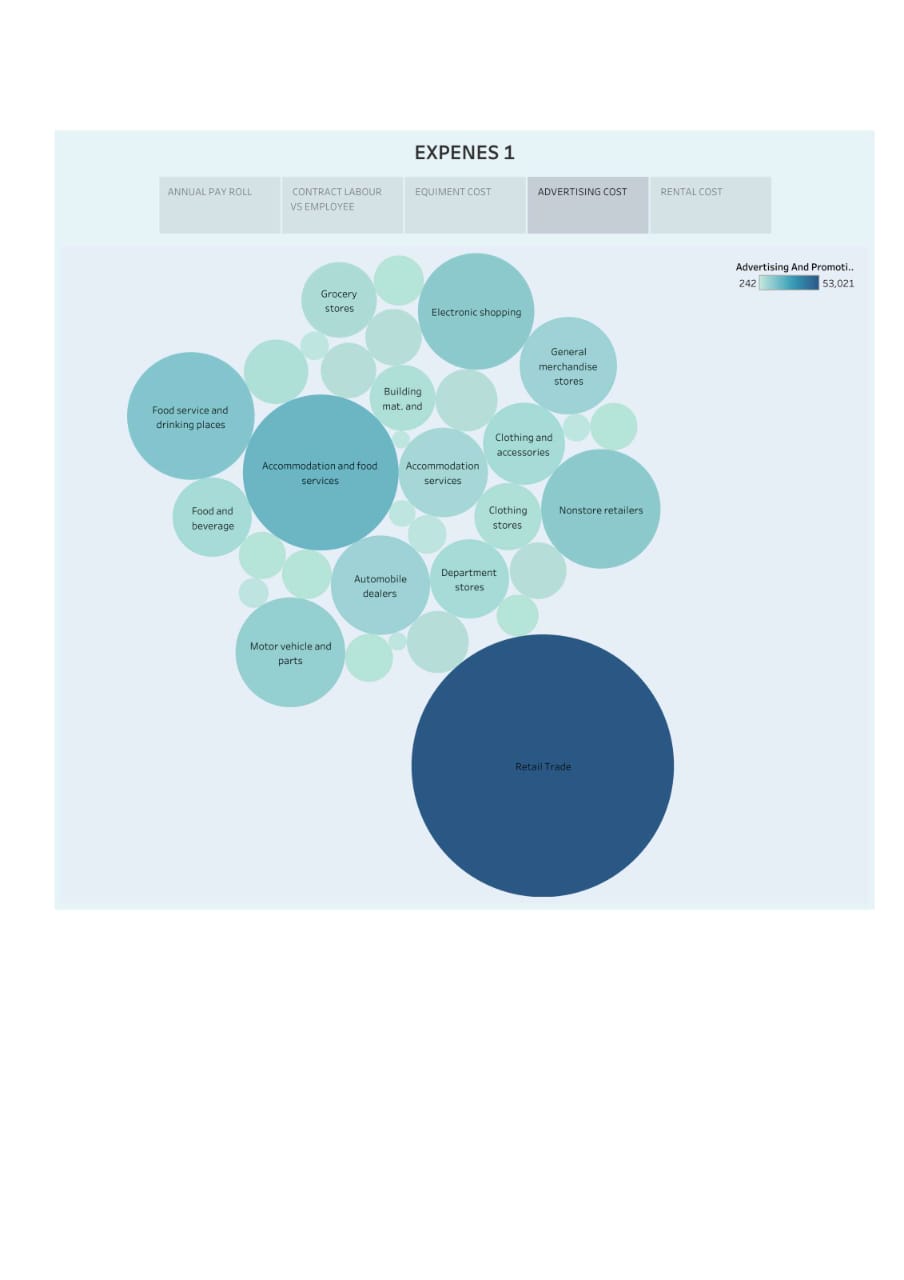 EXPENES 1
ANNUAL PAY ROLL
CONTRACT LABOUR
VS EMPLOYEE
EQUIMENT COST
ADVERTISING COST
RENTAL COST
Advertising And Promoti..
242
53,021
Grocery
stores
Electronic shopping
General
merchandise
stores
Food service and
drinking places
Building
mat. and
Clothing and
accessories
Accommodation and food
services
Accommodation
services
Food and
beverage
Clothing
stores
Nonstore retailers
Automobile
dealers
Department
stores
Motor vehicle and
parts
Retail Trade